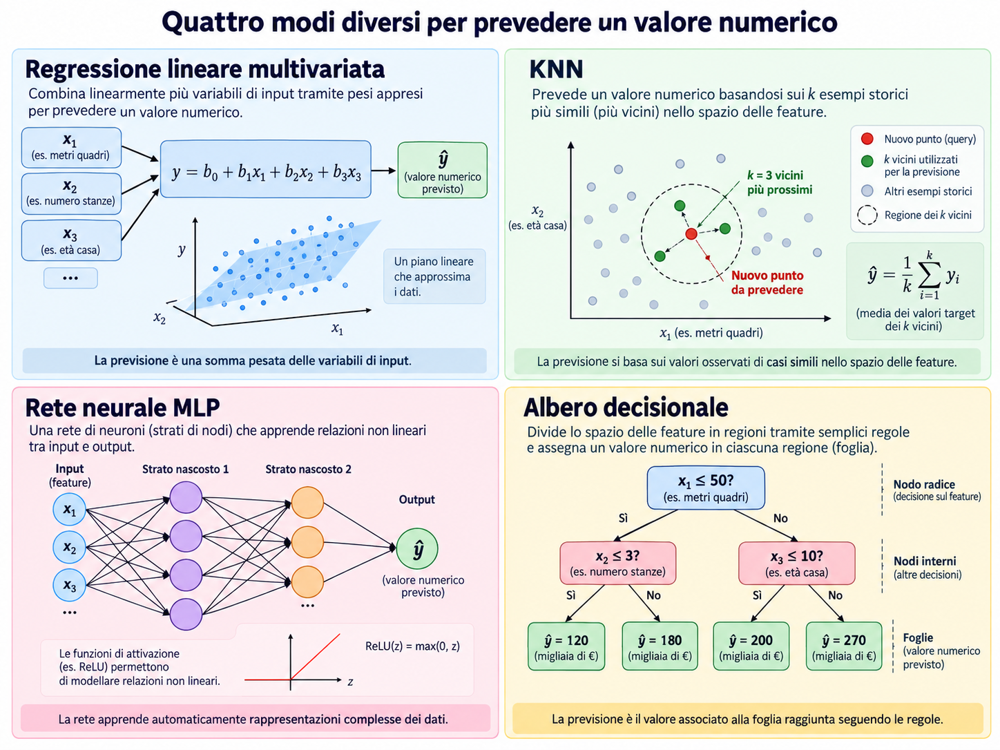 Quattro modi diversi per prevedere un valore numerico
Regressione lineare multivariata
Combina linearmente più variabili di input tramite pesi appresi
per prevedere un valore numerico.
x₁
(es. metri quadri)
x₂
(es. numero stanze)
x₃
(es. età casa)
...
y = b₀ + b₁x₁ + b₂x₂ + b₃x₃
ŷ
(valore numerico
previsto)
y
x₂
x₁
Un piano lineare
che approssima
i dati.
La previsione è una somma pesata delle variabili di input.
KNN
Prevede un valore numerico basandosi sui k esempi storici
più simili (più vicini) nello spazio delle feature.
x₂
(es. età casa)
k = 3 vicini
più prossimi
Nuovo punto
da prevedere
x₁ (es. metri quadri)
Nuovo punto (query)
k vicini utilizzati
per la previsione
Altri esempi storici
Regione dei k vicini
ŷ = 1/k ∑ᵢ₌₁ᵏ yᵢ
(media dei valori target
dei k vicini)
La previsione si basa sui valori osservati di casi simili nello spazio delle feature.
Rete neurale MLP
Una rete di neuroni (strati di nodi) che apprende relazioni non lineari
tra input e output.
Input
(feature)
Strato nascosto 1
Strato nascosto 2
Output
x₁
x₂
x₃
...
...
ŷ
(valore numerico
previsto)
Le funzioni di attivazione
(es. ReLU) permettono
di modellare relazioni non lineari.
z
ReLU(z) = max(0, z)
La rete apprende automaticamente rappresentazioni complesse dei dati.
Albero decisionale
Divide lo spazio delle feature in regioni tramite semplici regole
e assegna un valore numerico in ciascuna regione (foglia).
x₁ ≤ 50?
(es. metri quadri)
Nodo radice
(decisione sul feature)
Sì
No
x₂ ≤ 3?
(es. numero stanze)
x₃ ≤ 10?
(es. età casa)
Nodi interni
(altre decisioni)
Sì
No
Sì
No
ŷ = 120
(migliaia di €)
ŷ = 180
(migliaia di €)
ŷ = 200
(migliaia di €)
ŷ = 270
(migliaia di €)
Foglie
(valore numerico
previsto)
La previsione è il valore associato alla foglia raggiunta seguendo le regole.